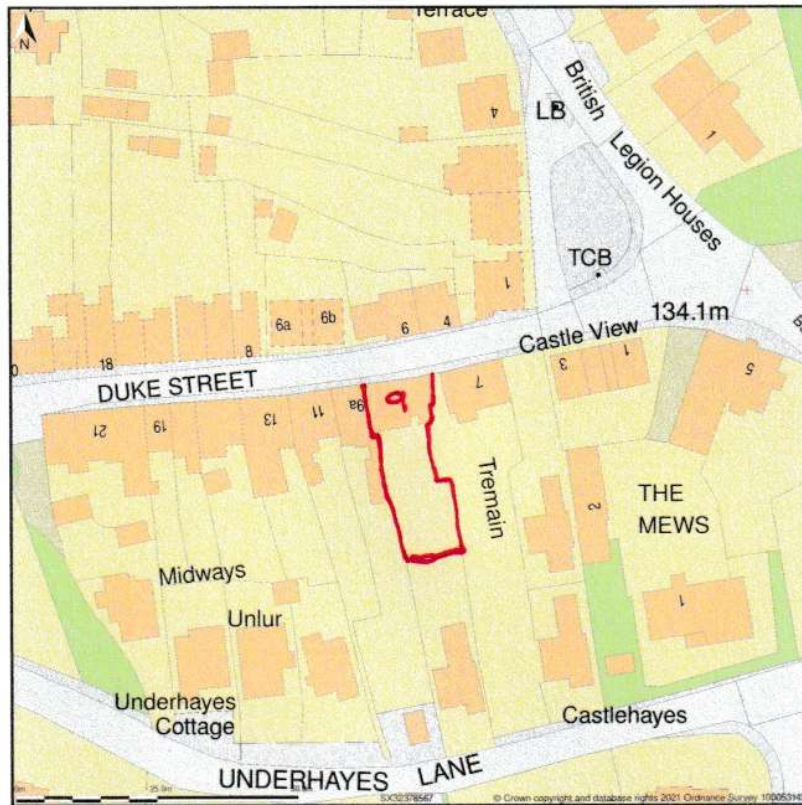 Terrace
N
4
LB
British Legion Houses
1
TCB
1
134.1m
6a
6b
6
4
Castle View
18
8
DUKE STREET
1
3
5
7
9
9a
11
13
19
21
Tremain
2
THE
MEWS
Midways
Unlur
1
Underhayes
Cottage
Castlehayes
UNDERHAYES LANE
SX32378567
© Crown copyright and database rights 2021 Ordnance Survey